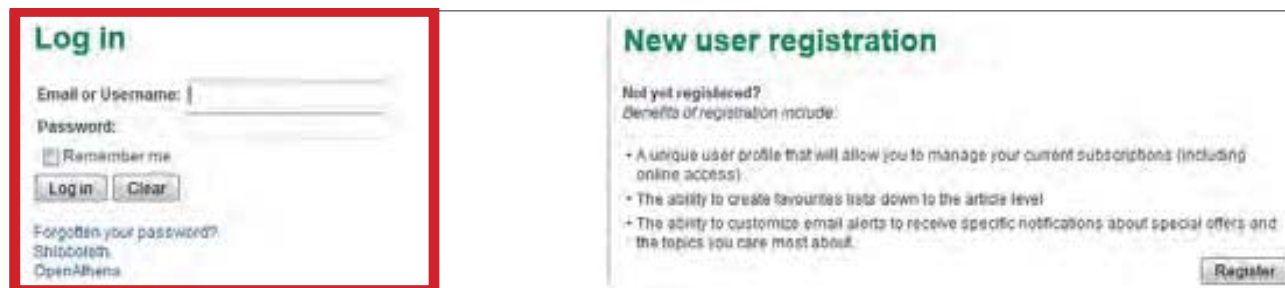 Log in
Email or Username:
Password:
Remember me
Log in
Clear
Forgotten your password?
Shibboleth
OpenAthens
New user registration
Not yet registered?
Benefits of registration include:
• A unique user profile that will allow you to manage your current subscriptions (including
online access)
• The ability to create favourites lists down to the article level
• The ability to customize email alerts to receive specific notifications about special offers and
the topics you care most about.
Register